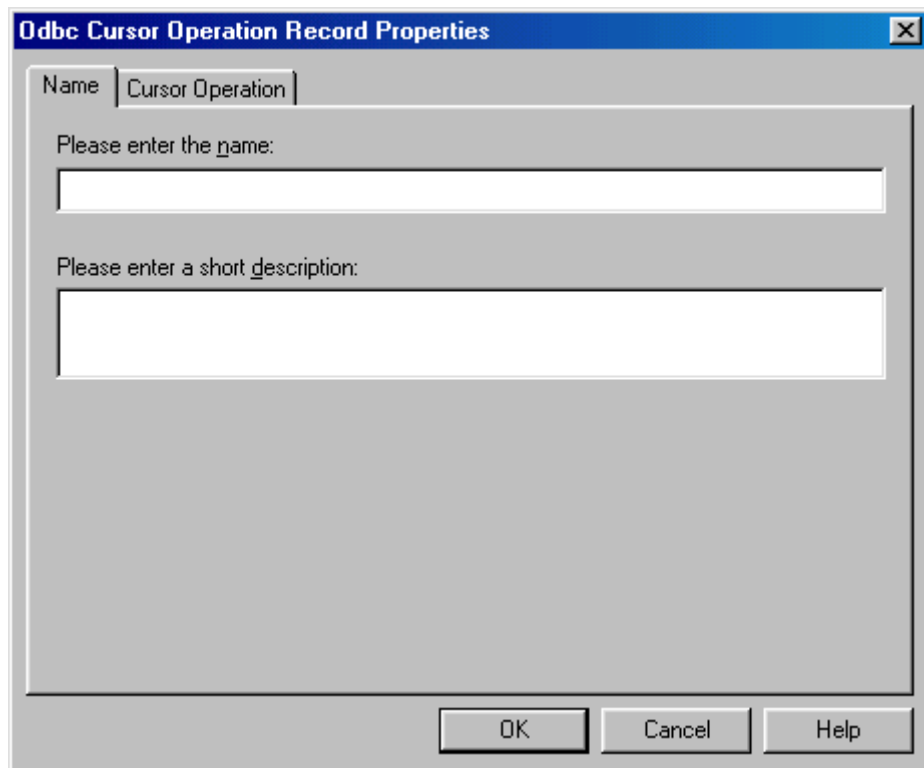 Odbc Cursor Operation Record Properties
Name Cursor Operation
Please enter the name:
Please enter a short description:
OK Cancel Help